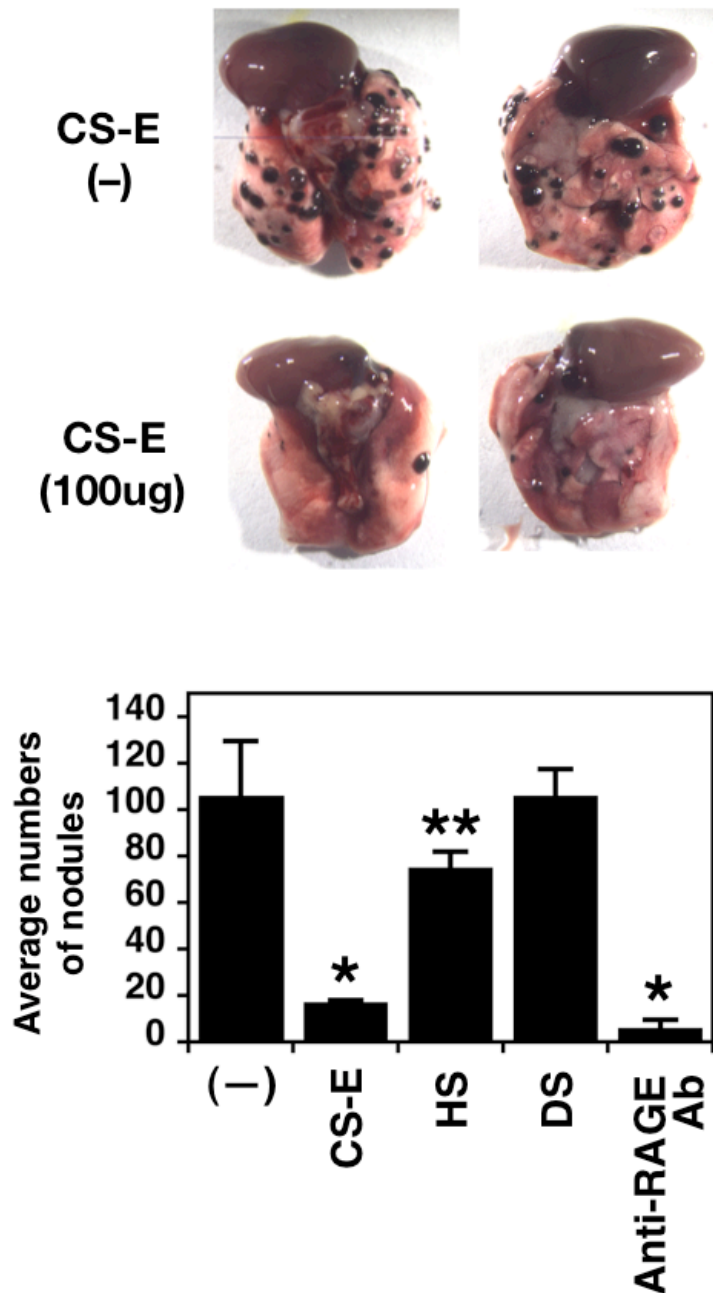 CS-E
(–)
CS-E
(100ug)
Average numbers
of nodules
140
120
100
80
60
40
20
0
*
**
*
(–)
CS-E
HS
DS
Anti-RAGE
Ab